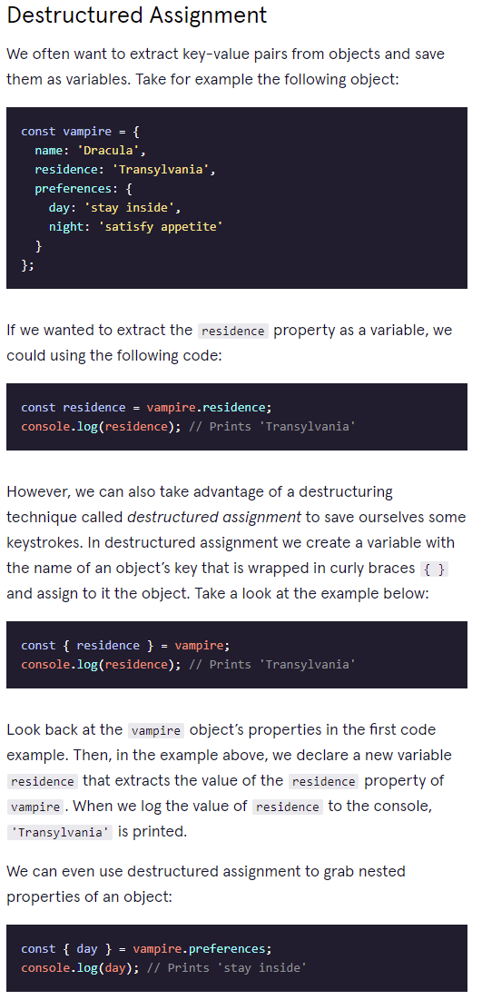 Destructured Assignment
We often want to extract key-value pairs from objects and save
them as variables. Take for example the following object:
const vampire = {
  name: 'Dracula',
  residence: 'Transylvania',
  preferences: {
    day: 'stay inside',
    night: 'satisfy appetite'
  }
};
If we wanted to extract the residence property as a variable, we
could using the following code:
const residence = vampire.residence;
console.log(residence); // Prints 'Transylvania'
However, we can also take advantage of a destructuring
technique called destructured assignment to save ourselves some
keystrokes. In destructured assignment we create a variable with
the name of an object’s key that is wrapped in curly braces { }
and assign to it the object. Take a look at the example below:
const { residence } = vampire;
console.log(residence); // Prints 'Transylvania'
Look back at the vampire object’s properties in the first code
example. Then, in the example above, we declare a new variable
residence that extracts the value of the residence property of
vampire. When we log the value of residence to the console,
'Transylvania' is printed.
We can even use destructured assignment to grab nested
properties of an object:
const { day } = vampire.preferences;
console.log(day); // Prints 'stay inside'